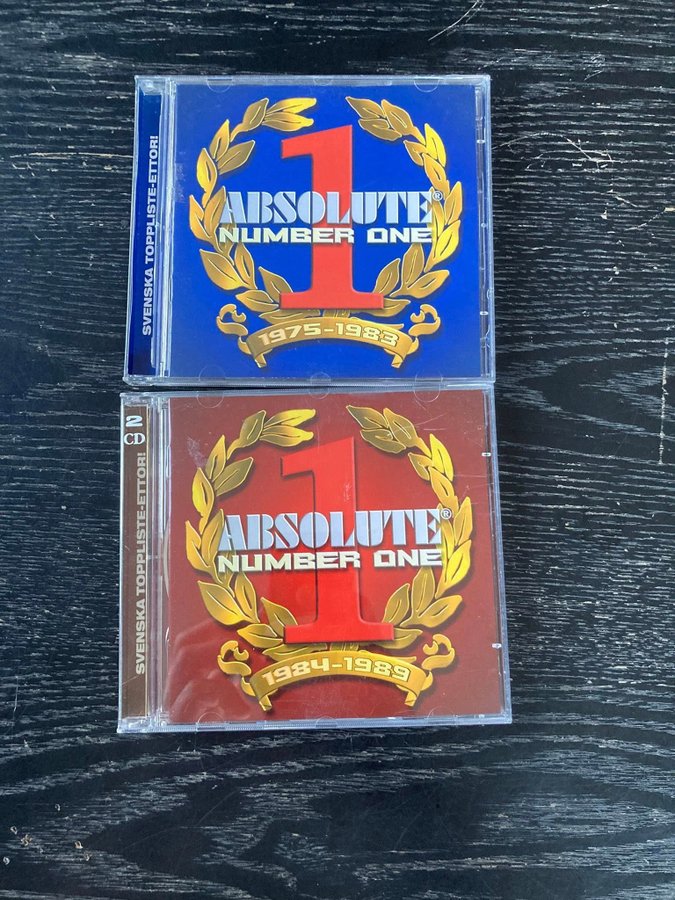 SVENSKA TOPPLISTE-ETTOR!
1
ABSOLUTE®
NUMBER ONE
1975-1983
2
CD
SVENSKA TOPPLISTE-ETTOR!
1
ABSOLUTE®
NUMBER ONE
1984-1989